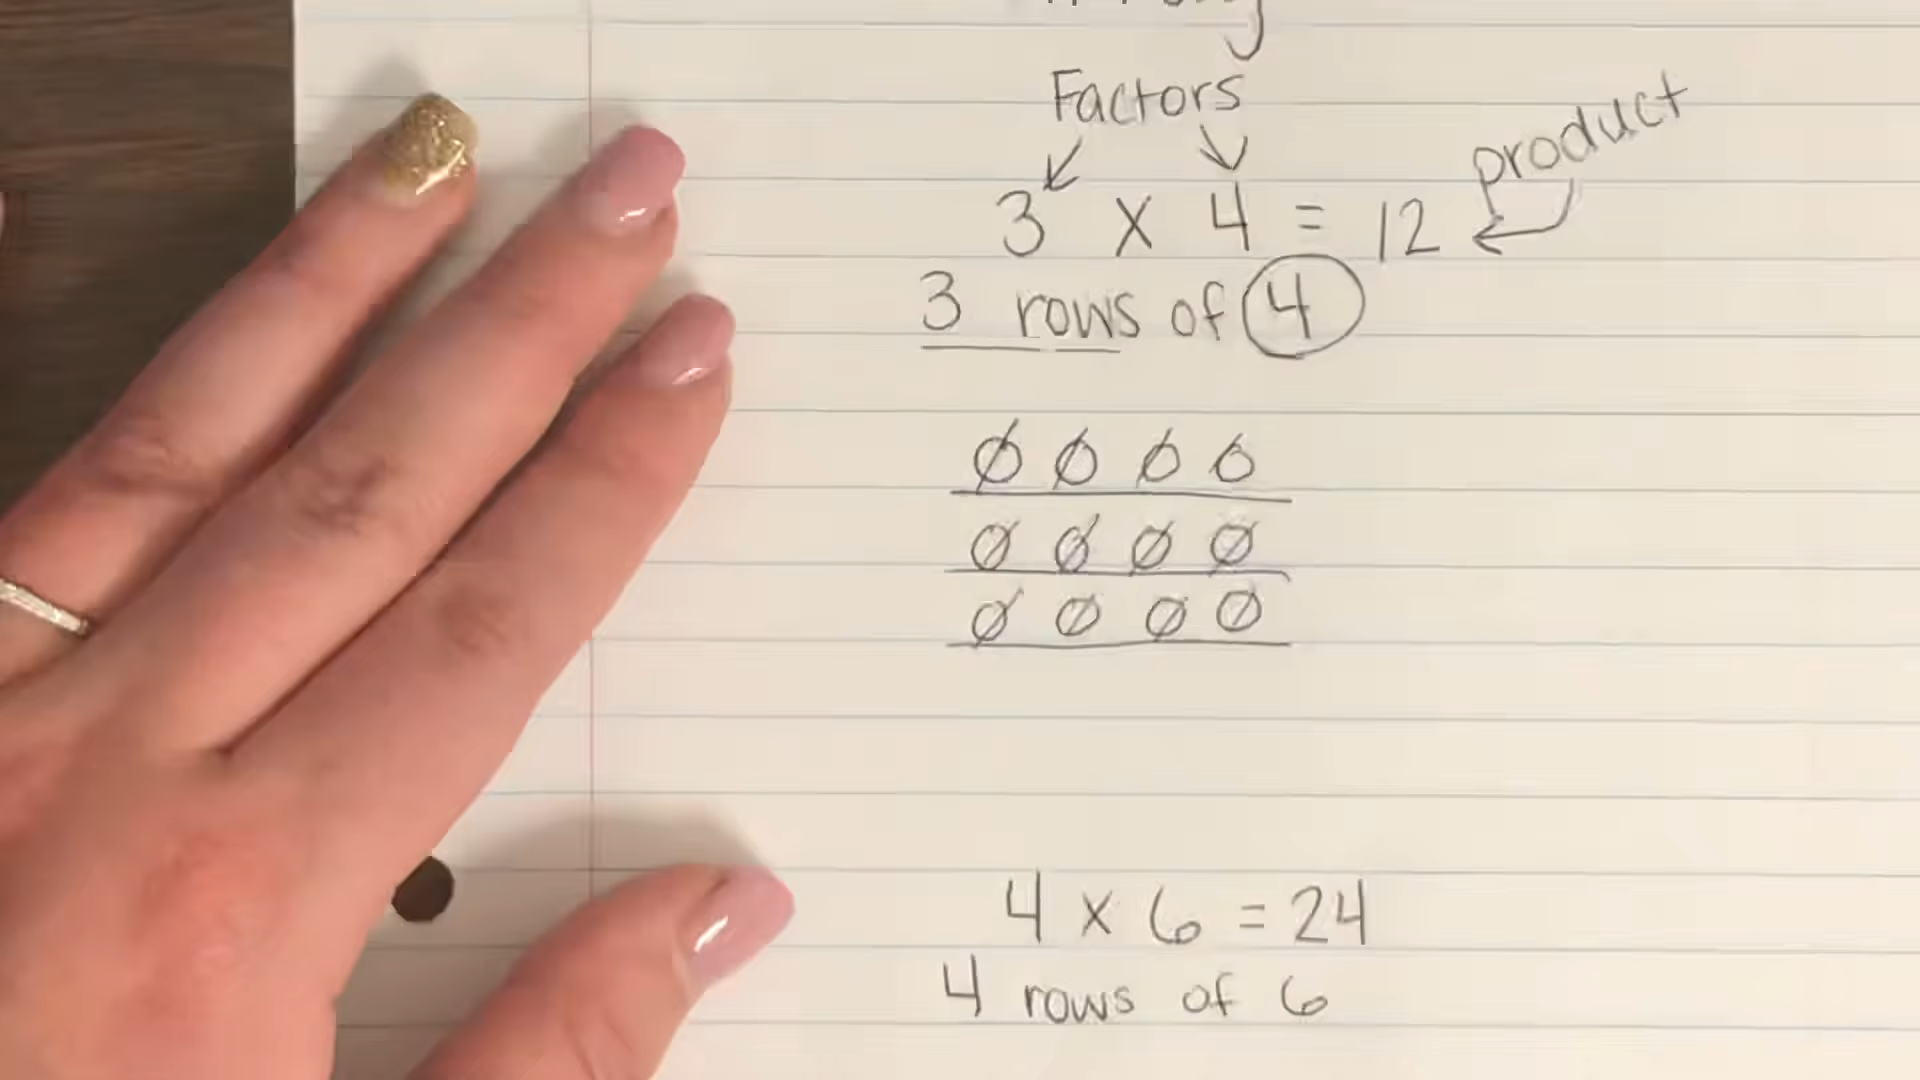 Factors
product
3 x 4 = 12
3 rows of 4
4 x 6 = 24
4 rows of 6